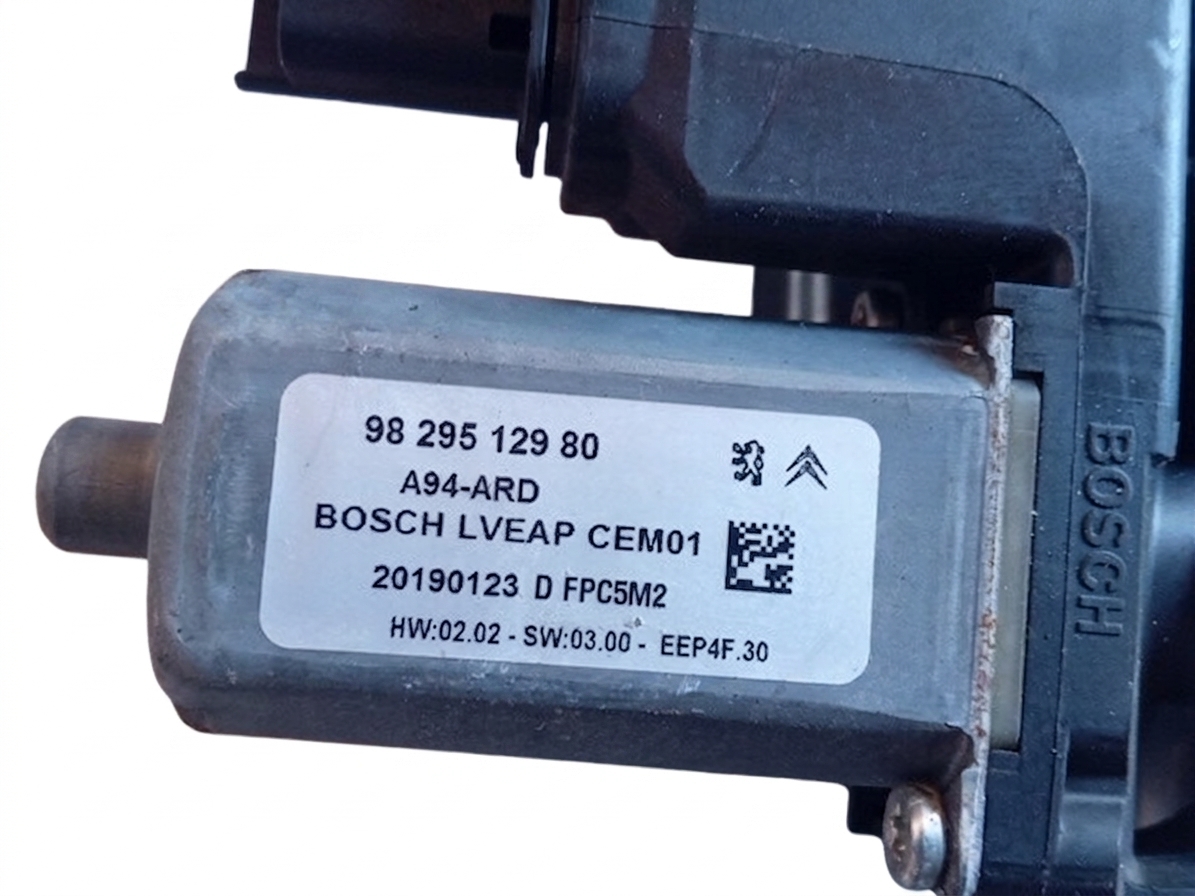 98 295 129 80
A94-ARD
BOSCH LVEAP CEM01
20190123 D FPC5M2
HW:02.02 - SW:03.00 - EEP4F.30
BOSCH